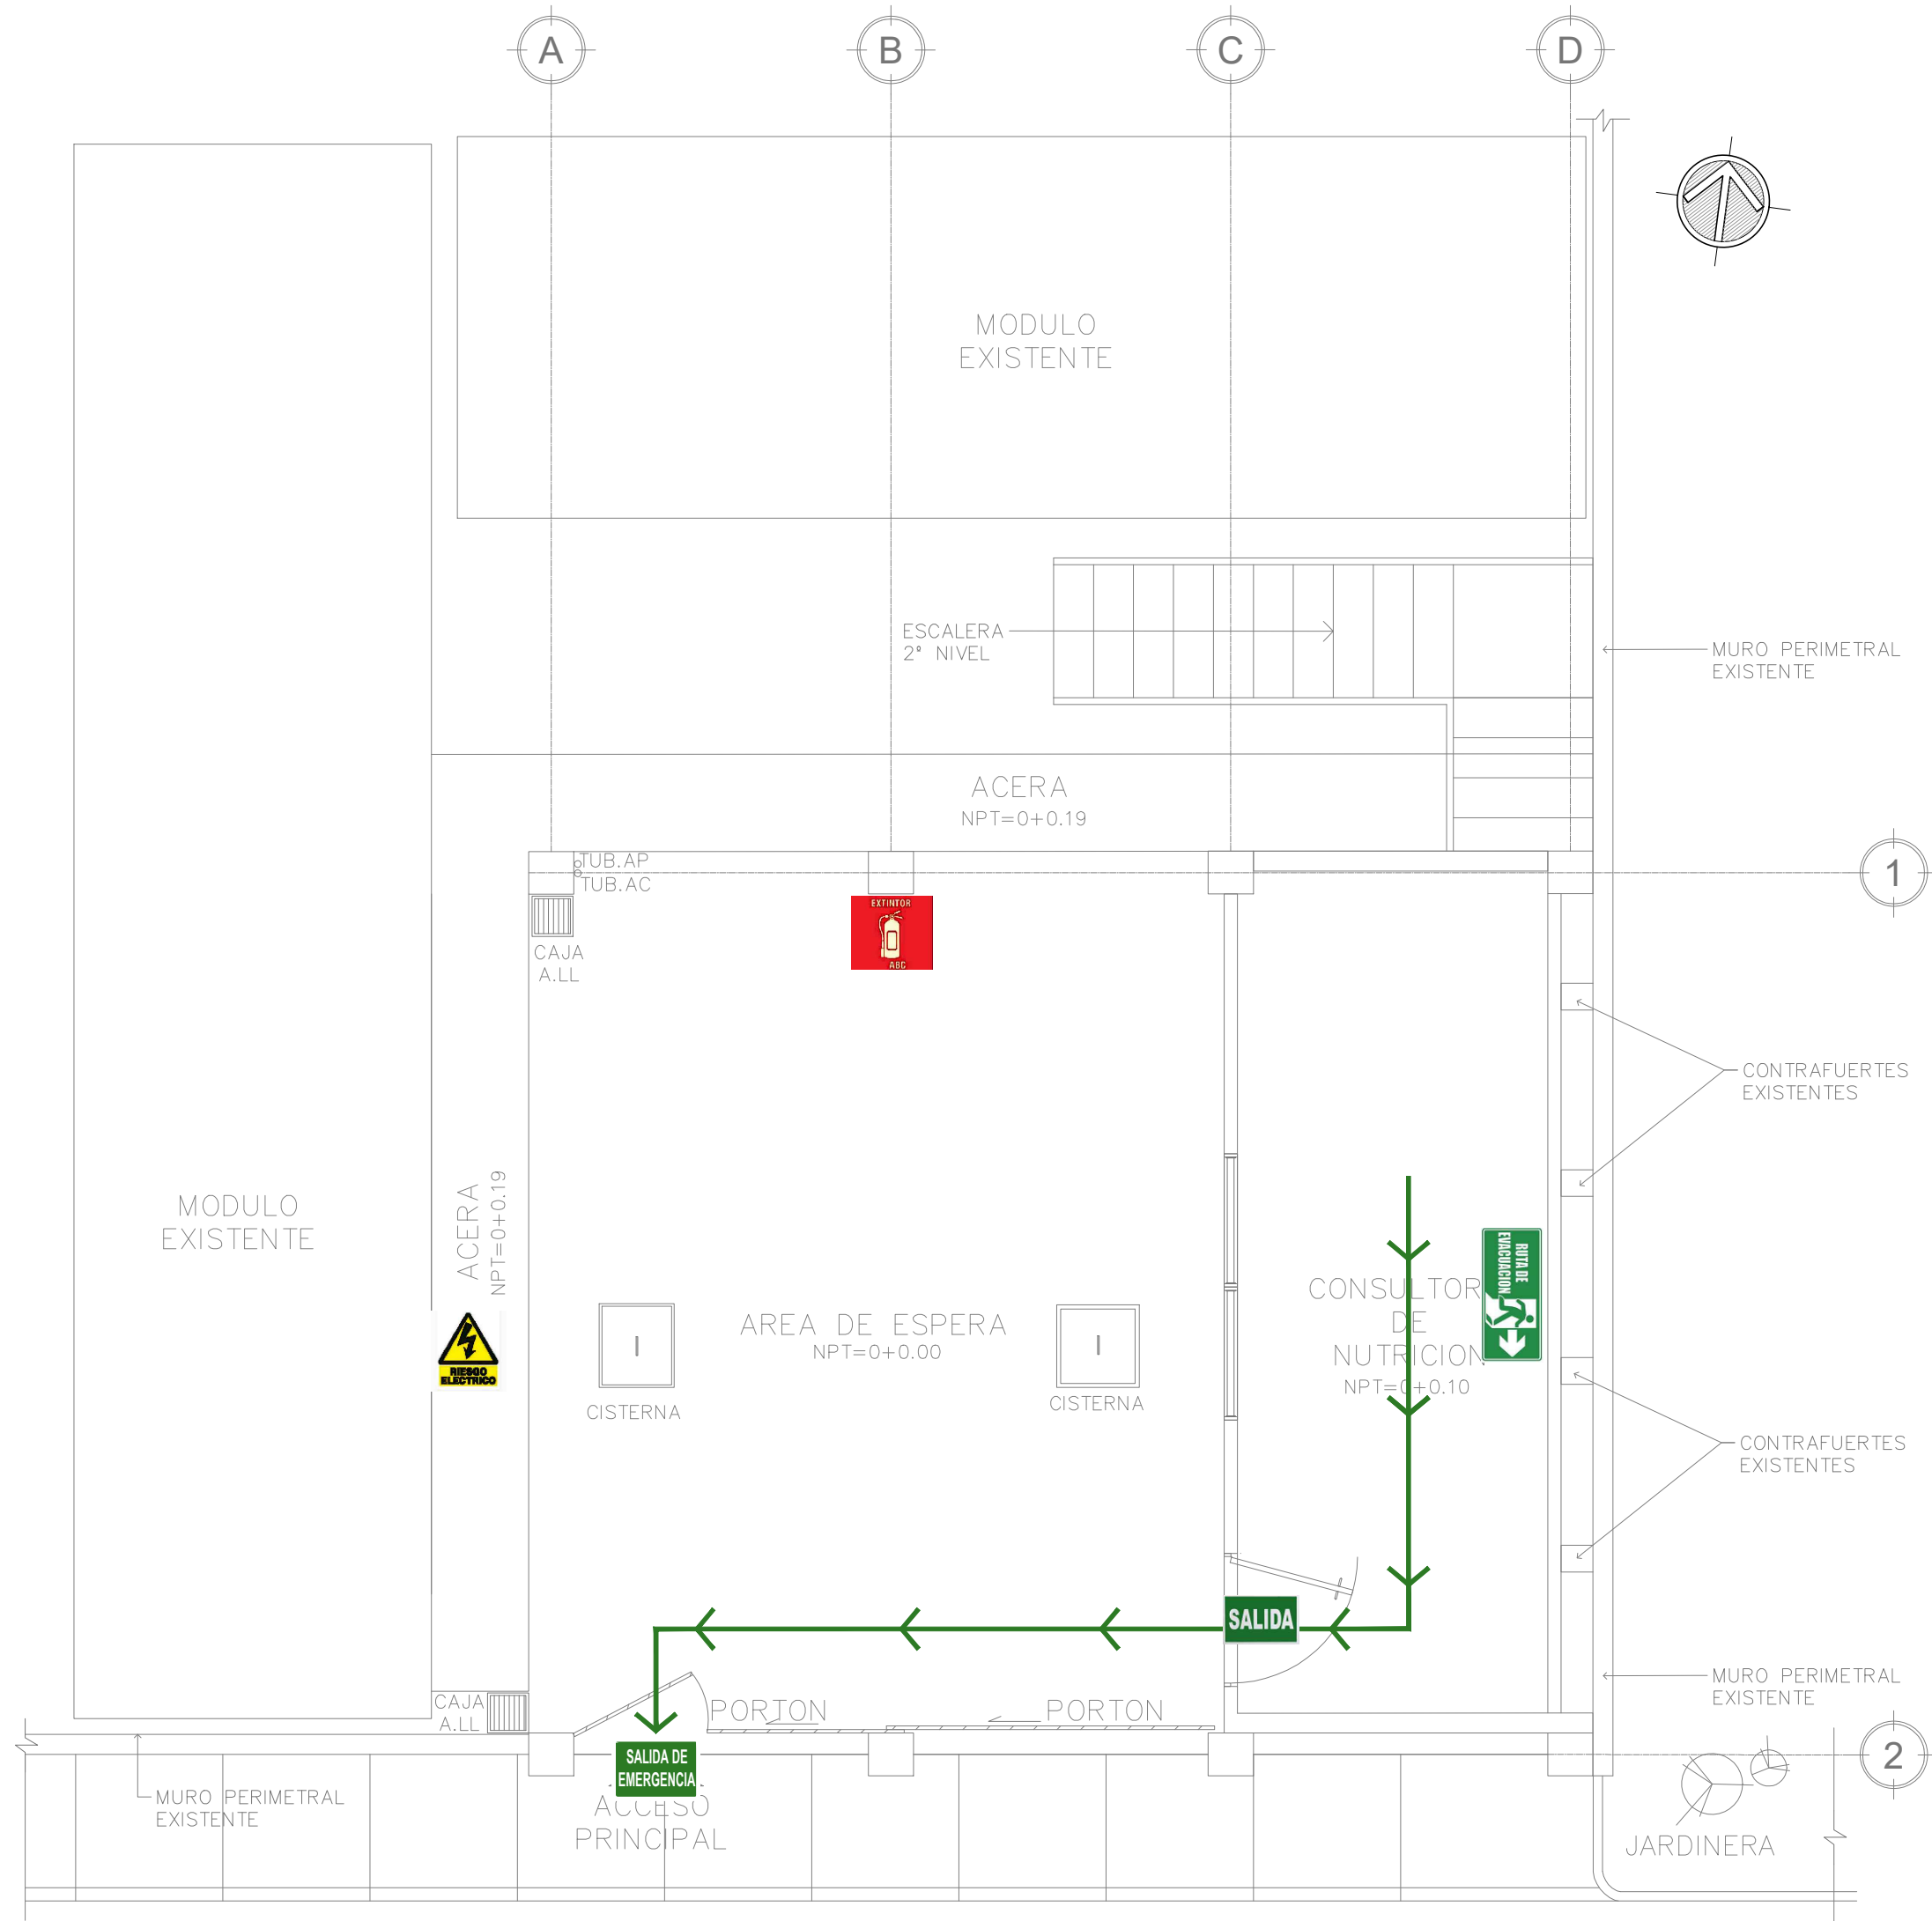 A
B
C
D
MODULO
EXISTENTE
ESCALERA
2° NIVEL
MURO PERIMETRAL
EXISTENTE
ACERA
NPT=0+0.19
TUB.AP
TUB.AC
1
EXTINTOR
ABC
CAJA
A.LL
CONTRAFUERTES
EXISTENTES
MODULO
EXISTENTE
ACERA
NPT=0+0.19
RUTA DE
EVACUACION
RIESGO
ELECTRICO
AREA DE ESPERA
NPT=0+0.00
CONSULTOR
DE
NUTRICION
NPT=0+0.10
CISTERNA
CISTERNA
CONTRAFUERTES
EXISTENTES
SALIDA
MURO PERIMETRAL
EXISTENTE
CAJA
A.LL
PORTON
PORTON
2
SALIDA DE
EMERGENCIA
ACCESO
PRINCIPAL
MURO PERIMETRAL
EXISTENTE
JARDINERA